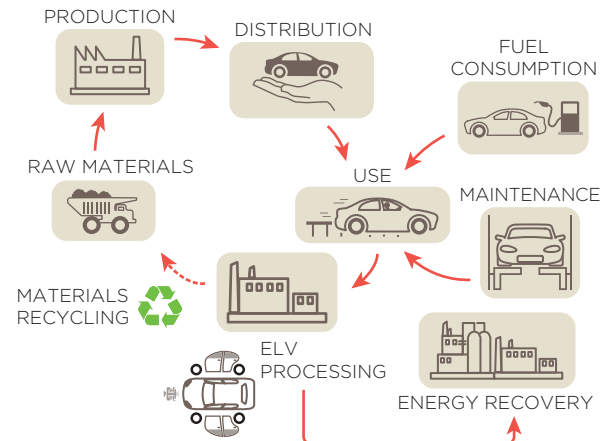 PRODUCTION
DISTRIBUTION
FUEL
CONSUMPTION
RAW MATERIALS
USE
MAINTENANCE
MATERIALS
RECYCLING
ELV
PROCESSING
ENERGY RECOVERY